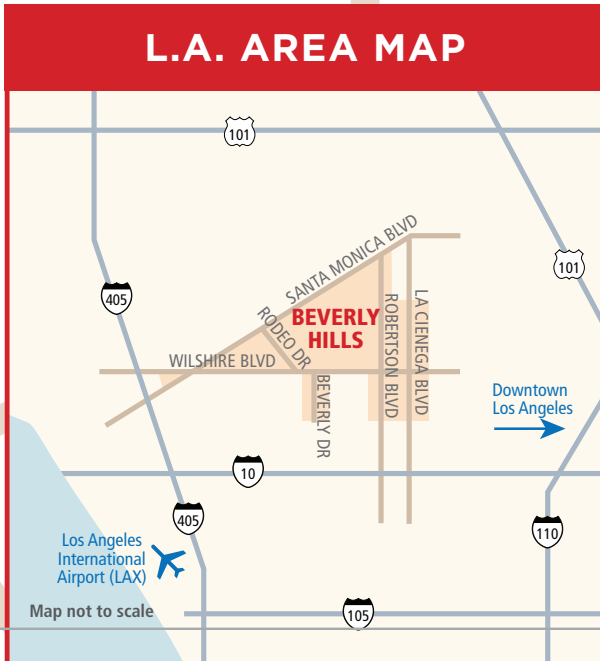 L.A. AREA MAP
101
101
405
SANTA MONICA BLVD
RODEO DR
BEVERLY
HILLS
ROBERTSON BLVD
LA CIENEGA BLVD
WILSHIRE BLVD
BEVERLY DR
Downtown
Los Angeles
10
405
110
Los Angeles
International
Airport (LAX)
Map not to scale
105